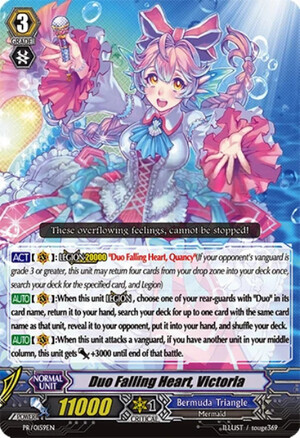 3
GRADE
These overflowing feelings, cannot be stopped!
ACT [ ]:LEGION 20000 "Duo Falling Heart, Quancy"(If your opponent's vanguard is
grade 3 or greater, this unit may return four cards from your drop zone into your deck once,
search your deck for the specified card, and Legion)
AUTO [ ]:When this unit LEGION, choose one of your rear-guards with "Duo" in its
card name, return it to your hand, search your deck for up to one card with the same card
name as that unit, reveal it to your opponent, put it into your hand, and shuffle your deck.
AUTO [ ]:When this unit attacks a vanguard, if you have another unit in your middle
column, this unit gets +3000 until end of that battle.
NORMAL
UNIT
Duo Falling Heart, Victoria
POWER
11000
1
CRITICAL
Bermuda Triangle
Mermaid
PR/0159EN
ILLUST / touge369